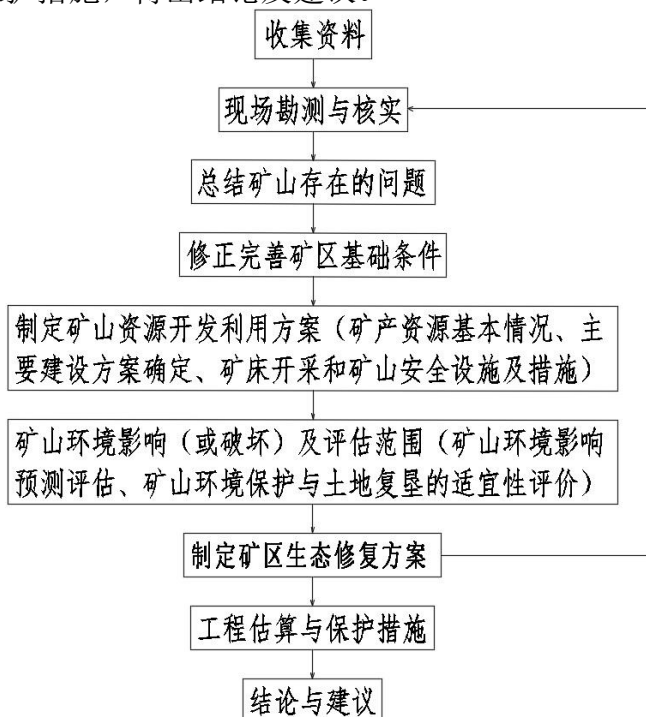 收集资料
现场勘测与核实
总结矿山存在的问题
修正完善矿区基础条件
制定矿山资源开发利用方案（矿产资源基本情况、主
要建设方案确定、矿床开采和矿山安全设施及措施）
矿山环境影响（或破坏）及评估范围（矿山环境影响
预测评估、矿山环境保护与土地复垦的适宜性评价）
制定矿区生态修复方案
工程估算与保护措施
结论与建议